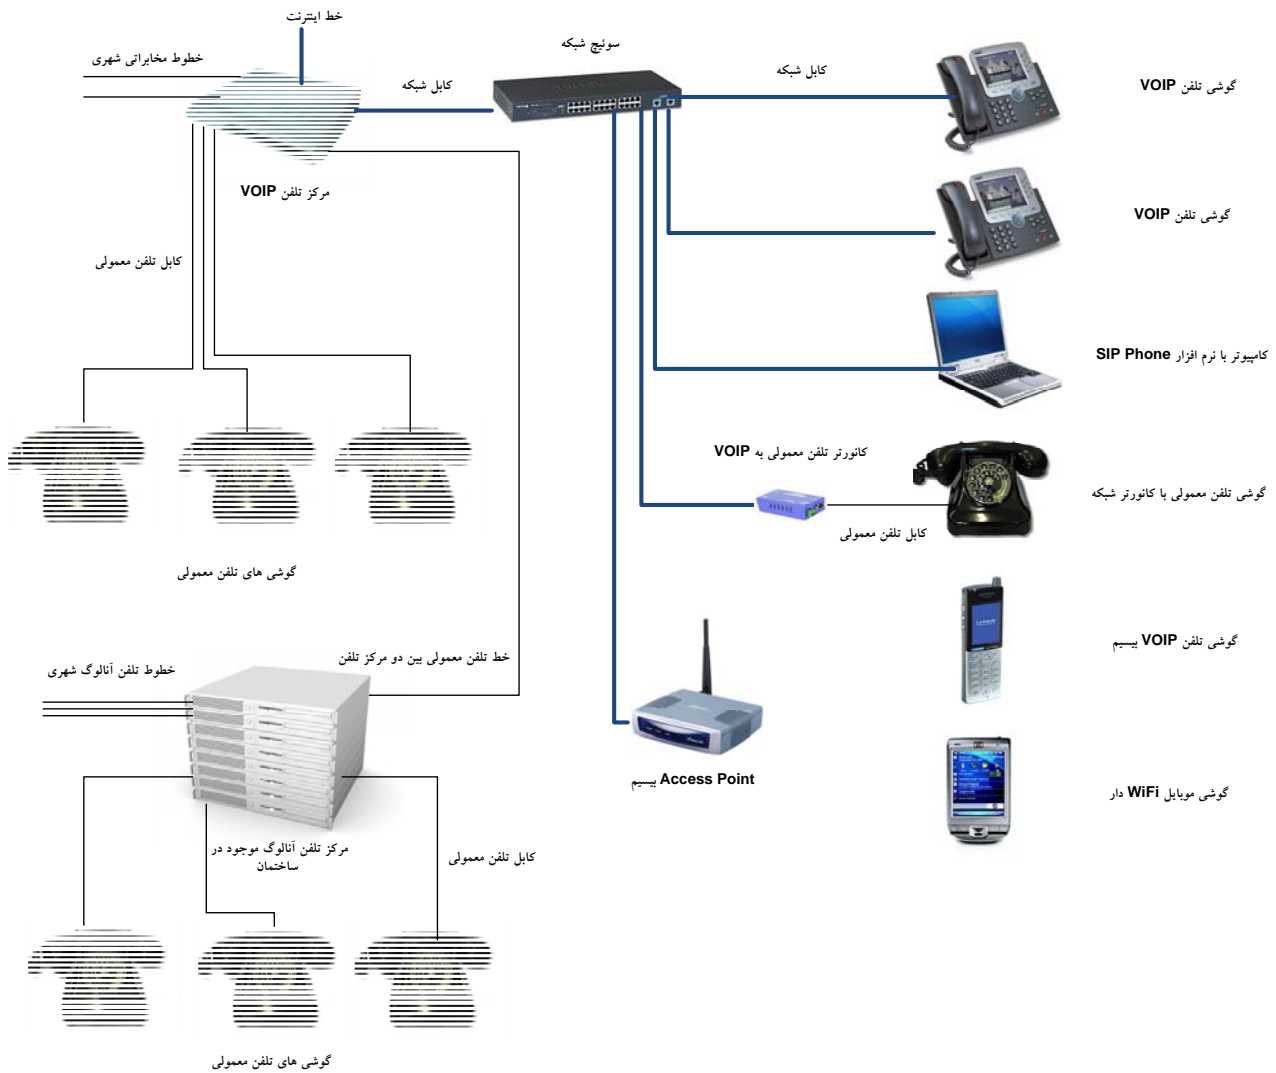 خط اینترنت
خطوط مخابراتی شهری
سوئیچ شبکه
کابل شبکه
کابل شبکه
گوشی تلفن VOIP
مرکز تلفن VOIP
گوشی تلفن VOIP
کابل تلفن معمولی
کامپیوتر با نرم افزار SIP Phone
کانورتر تلفن معمولی به VOIP
گوشی تلفن معمولی با کانورتر شبکه
کابل تلفن معمولی
گوشی های تلفن معمولی
گوشی تلفن VOIP بیسیم
خط تلفن معمولی بین دو مرکز تلفن
خطوط تلفن آنالوگ شهری
Access Point بیسیم
گوشی موبایل WiFi دار
مرکز تلفن آنالوگ موجود در
ساختمان
کابل تلفن معمولی
گوشی های تلفن معمولی